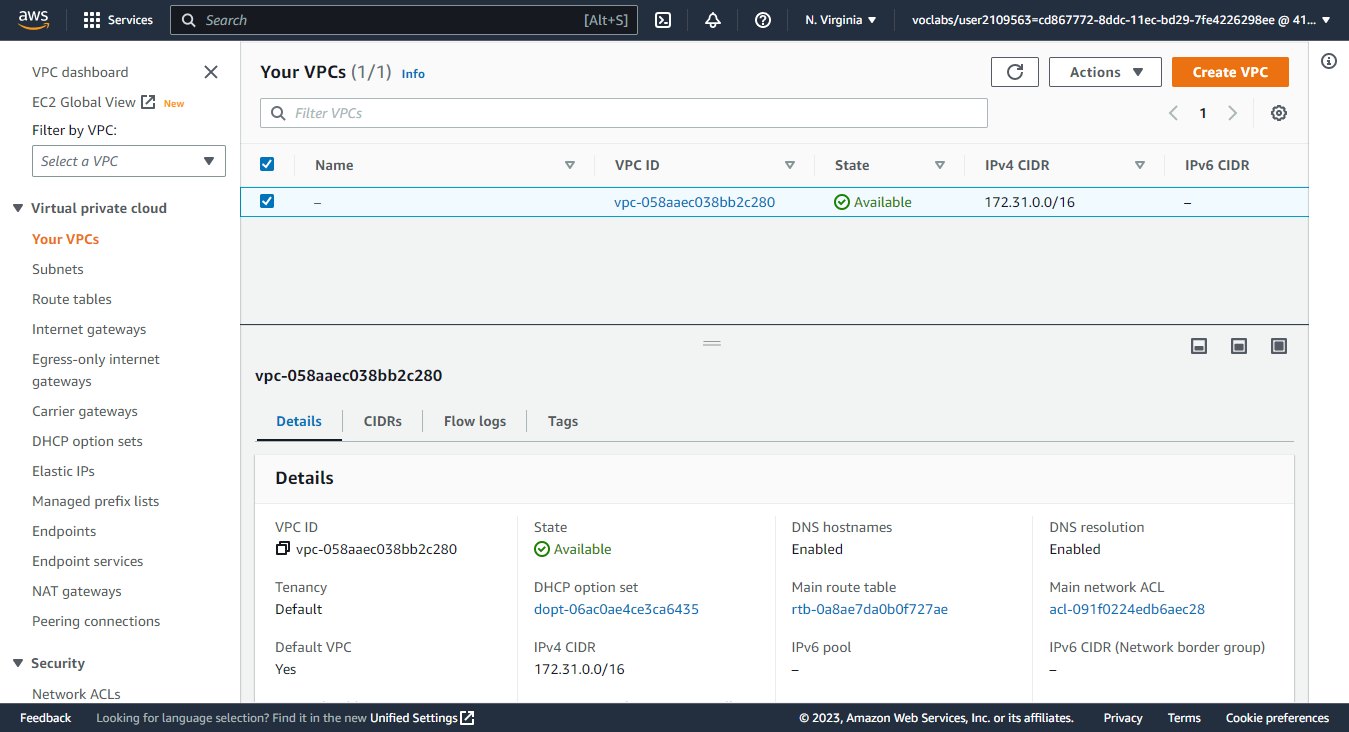 aws
Services
Search
[Alt+S]
N. Virginia
voclabs/user2109563=cd867772-8ddc-11ec-bd29-7fe4226298ee @ 41...
VPC dashboard
EC2 Global View New
Filter by VPC:
Select a VPC
Virtual private cloud
Your VPCs
Subnets
Route tables
Internet gateways
Egress-only internet
gateways
Carrier gateways
DHCP option sets
Elastic IPs
Managed prefix lists
Endpoints
Endpoint services
NAT gateways
Peering connections
Security
Network ACLs
Your VPCs (1/1) Info
Actions
Create VPC
Filter VPCs
1
Name VPC ID State IPv4 CIDR IPv6 CIDR
– vpc-058aaec038bb2c280 Available 172.31.0.0/16 –
vpc-058aaec038bb2c280
Details CIDRs Flow logs Tags
Details
VPC ID State DNS hostnames DNS resolution
vpc-058aaec038bb2c280 Available Enabled Enabled
Tenancy DHCP option set Main route table Main network ACL
Default dopt-06ac0ae4ce3ca6435 rtb-0a8ae7da0b0f727ae acl-091f0224edb6aec28
Default VPC IPv4 CIDR IPv6 pool IPv6 CIDR (Network border group)
Yes 172.31.0.0/16 – –
Feedback Looking for language selection? Find it in the new Unified Settings
© 2023, Amazon Web Services, Inc. or its affiliates. Privacy Terms Cookie preferences